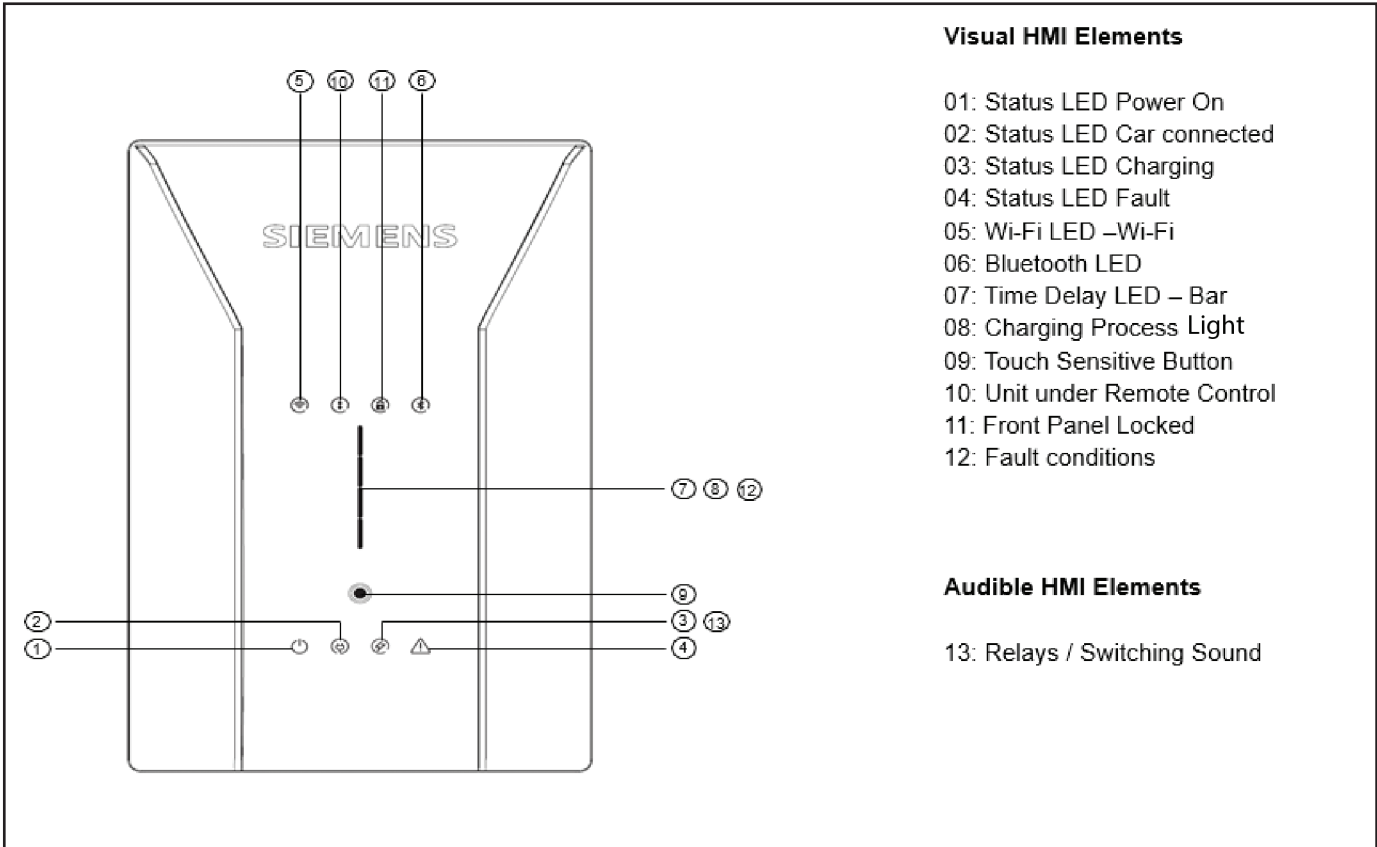 Visual HMI Elements
5 10 11 6
01: Status LED Power On
02: Status LED Car connected
03: Status LED Charging
04: Status LED Fault
SIEMENS
05: Wi-Fi LED –Wi-Fi
06: Bluetooth LED
07: Time Delay LED – Bar
08: Charging Process Light
09: Touch Sensitive Button
10: Unit under Remote Control
11: Front Panel Locked
12: Fault conditions
7 8 12
Audible HMI Elements
9
2
3 13
1
4
13: Relays / Switching Sound